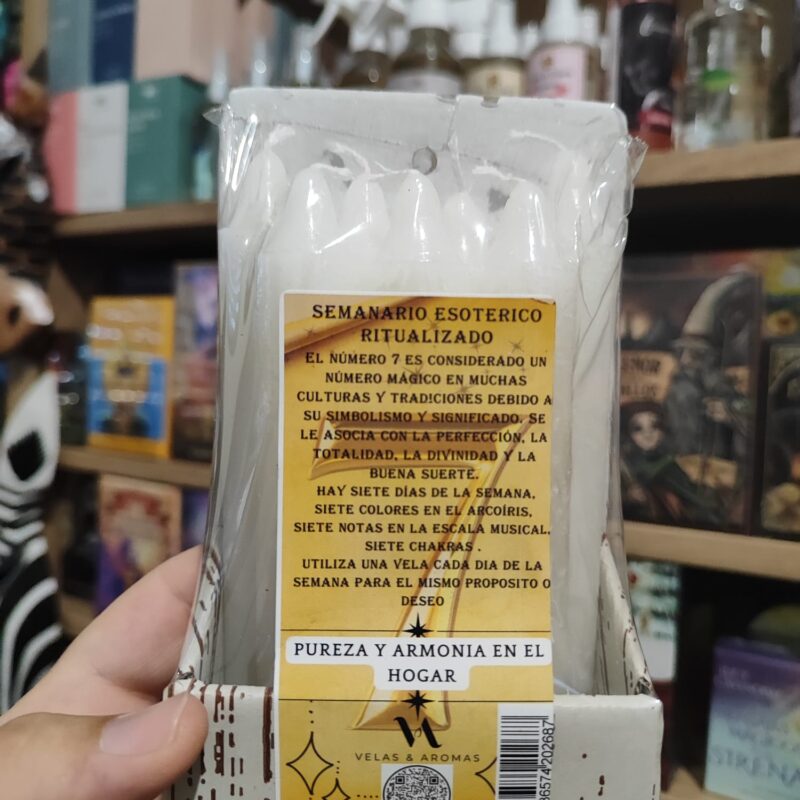 SEMANARIO ESOTERICO
RITUALIZADO
EL NÚMERO 7 ES CONSIDERADO UN
NÚMERO MÁGICO EN MUCHAS
CULTURAS Y TRADICIONES DEBIDO A
SU SIMBOLISMO Y SIGNIFICADO. SE
LE ASOCIA CON LA PERFECCIÓN, LA
TOTALIDAD, LA DIVINIDAD Y LA
BUENA SUERTE.
HAY SIETE DÍAS DE LA SEMANA,
SIETE COLORES EN EL ARCOÍRIS,
SIETE NOTAS EN LA ESCALA MUSICAL,
SIETE CHAKRAS .
UTILIZA UNA VELA CADA DIA DE LA
SEMANA PARA EL MISMO PROPOSITO O
DESEO
PUREZA Y ARMONIA EN EL
HOGAR
VELAS & AROMAS